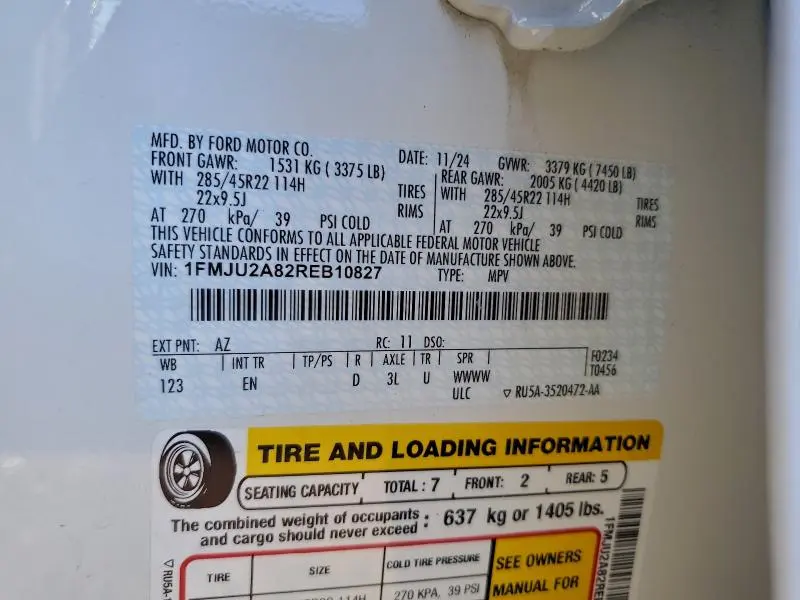 MFD. BY FORD MOTOR CO. DATE: 11/24 GVWR: 3379 KG ( 7450 LB)
FRONT GAWR: 1531 KG ( 3375 LB) REAR GAWR: 2005 KG ( 4420 LB)
WITH 285/45R22 114H TIRES WITH 285/45R22 114H TIRES
22x9.5J RIMS 22x9.5J RIMS
AT 270 kPa/ 39 PSI COLD AT 270 kPa/ 39 PSI COLD
THIS VEHICLE CONFORMS TO ALL APPLICABLE FEDERAL MOTOR VEHICLE
SAFETY STANDARDS IN EFFECT ON THE DATE OF MANUFACTURE SHOWN ABOVE.
VIN: 1FMJU2A82REB10827 TYPE: MPV
EXT PNT: AZ RC: 11 DSO:
WB INT TR TP/PS R AXLE TR SPR F0234
123 EN D 3L U WWWW T0456
ULC ▽ RU5A-3520472-AA
TIRE AND LOADING INFORMATION
SEATING CAPACITY TOTAL : 7 FRONT: 2 REAR: 5
The combined weight of occupants and cargo should never exceed : 637 kg or 1405 lbs.
TIRE SIZE COLD TIRE PRESSURE SEE OWNERS
MANUAL FOR
114H 270 KPA, 39 PSI